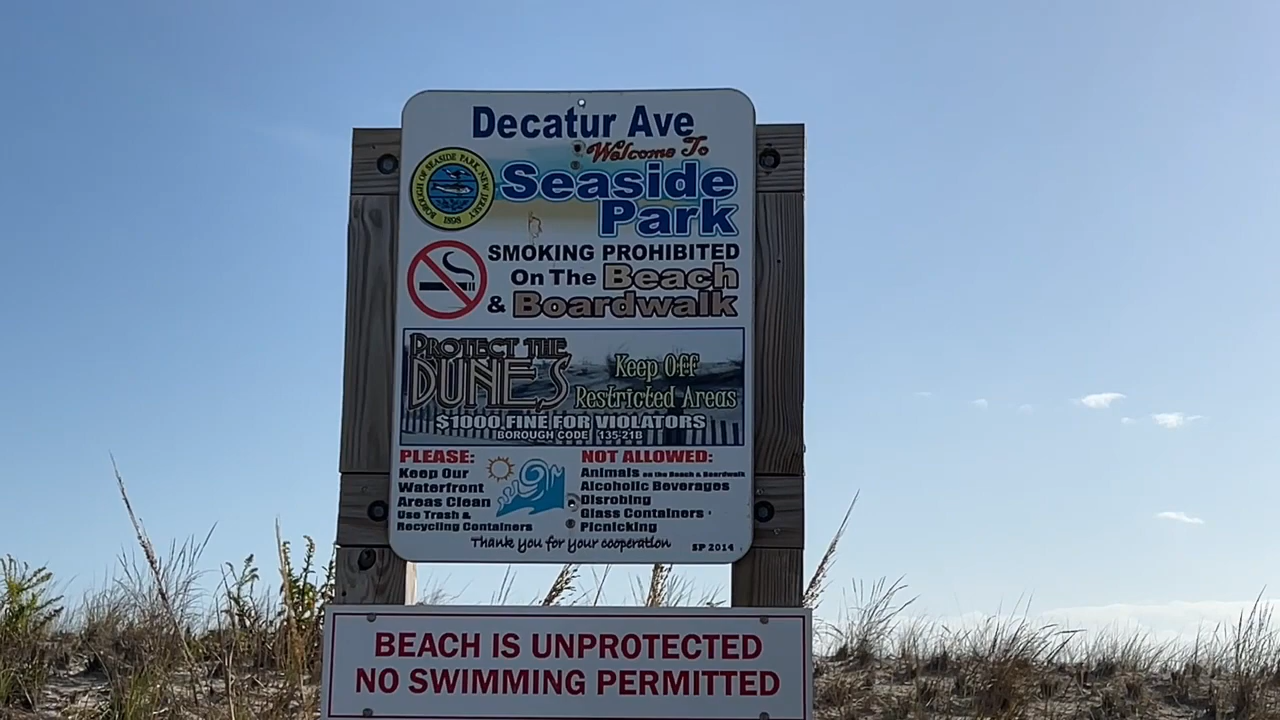 Decatur Ave
Welcome To
Seaside
Park
BOROUGH OF SEASIDE PARK, NEW JERSEY
1898
SMOKING PROHIBITED
On The Beach
& Boardwalk
PROTECT THE
DUNES
Keep Off
Restricted Areas
$1000 FINE FOR VIOLATORS
BOROUGH CODE 135-21B
PLEASE:
Keep Our
Waterfront
Areas Clean
Use Trash &
Recycling Containers
NOT ALLOWED:
Animals on the Beach & Boardwalk
Alcoholic Beverages
Disrobing
Glass Containers
Picnicking
Thank you for your cooperation
SP 2014
BEACH IS UNPROTECTED
NO SWIMMING PERMITTED